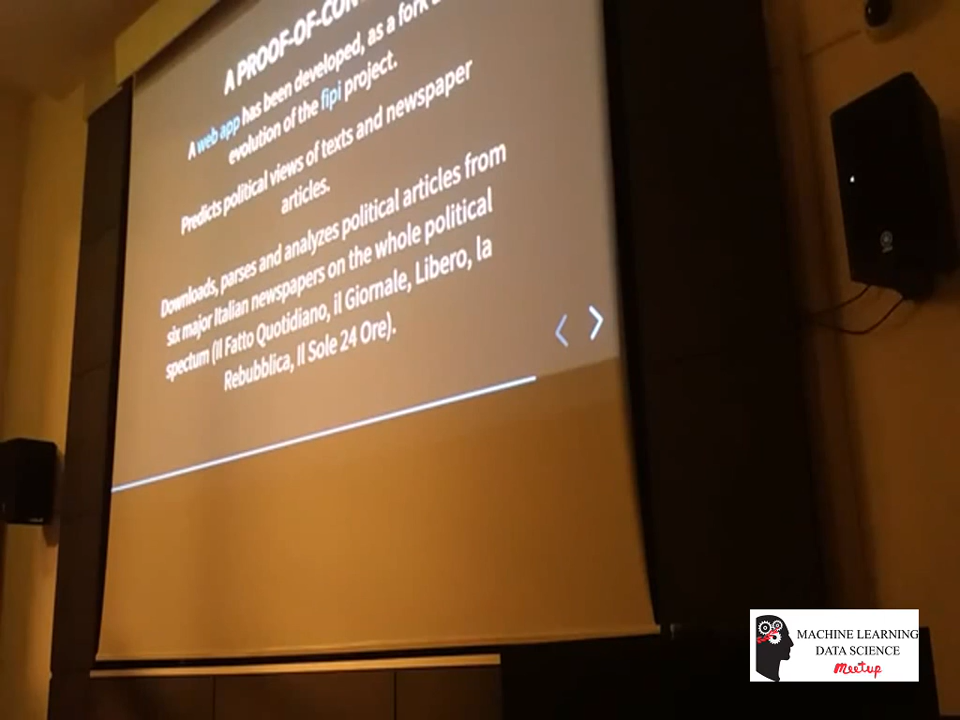 A PROOF-OF-CON
A web app has been developed, as a fork
evolution of the fipi project.
Predicts political views of texts and newspaper
articles.
Downloads, parses and analyzes political articles from
six major Italian newspapers on the whole political
spectum (Il Fatto Quotidiano, il Giornale, Libero, la
Rebubblica, Il Sole 24 Ore).
MACHINE LEARNING
DATA SCIENCE
meetup